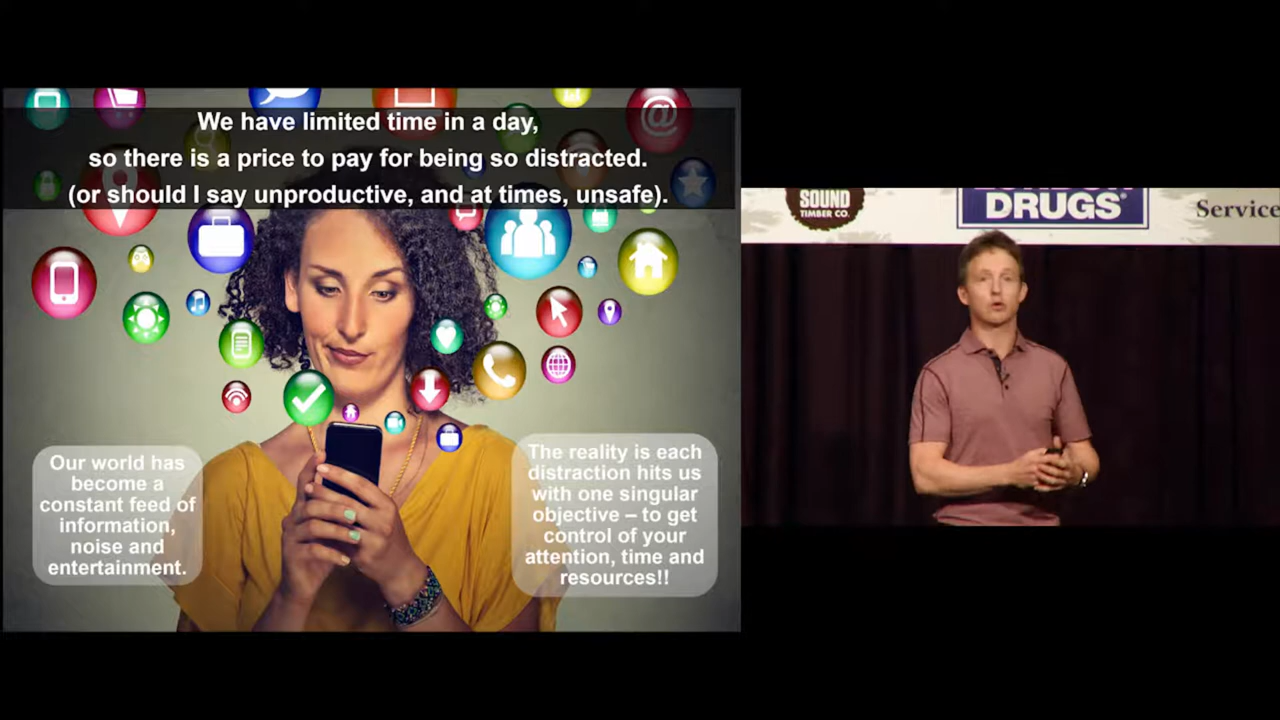 We have limited time in a day,
so there is a price to pay for being so distracted.
(or should I say unproductive, and at times, unsafe).
Our world has
become a
constant feed of
information,
noise and
entertainment.
The reality is each
distraction hits us
with one singular
objective – to get
control of your
attention, time and
resources!!
SOUND
TIMBER CO.
DRUGS®
Service